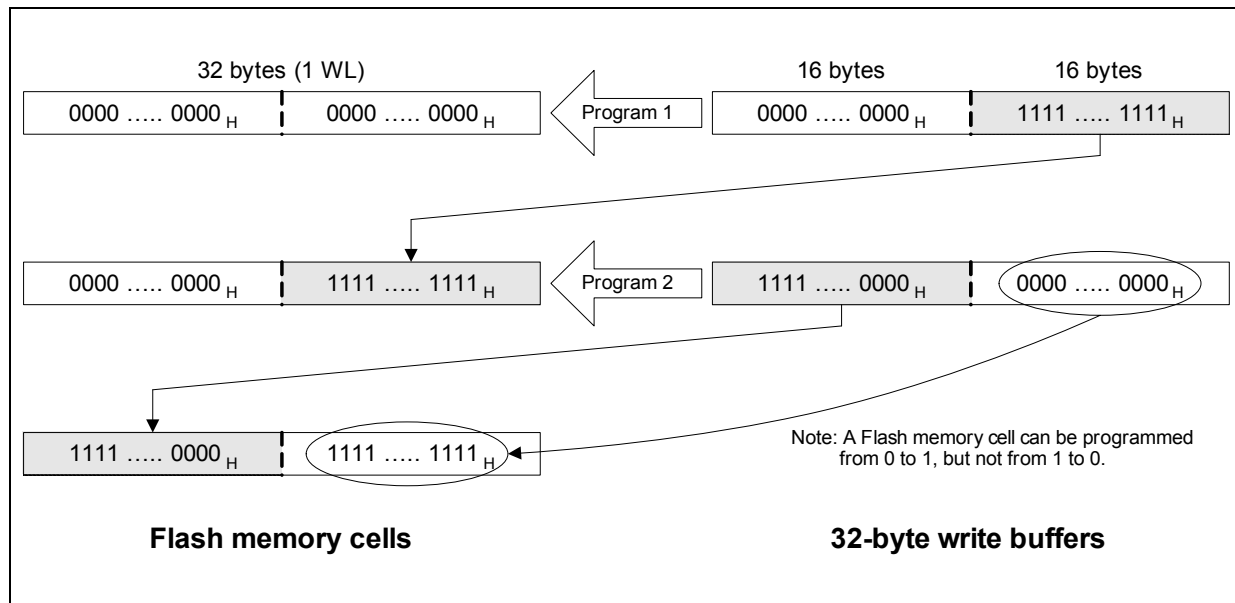 32 bytes (1 WL) 16 bytes 16 bytes
0000 ….. 0000 H 0000 ….. 0000 H Program 1 0000 ….. 0000 H 1111 ….. 1111 H
0000 ….. 0000 H 1111 ….. 1111 H Program 2 1111 ….. 0000 H 0000 ….. 0000 H
1111 ….. 0000 H 1111 ….. 1111 H
Note: A Flash memory cell can be programmed
from 0 to 1, but not from 1 to 0.
Flash memory cells 32-byte write buffers